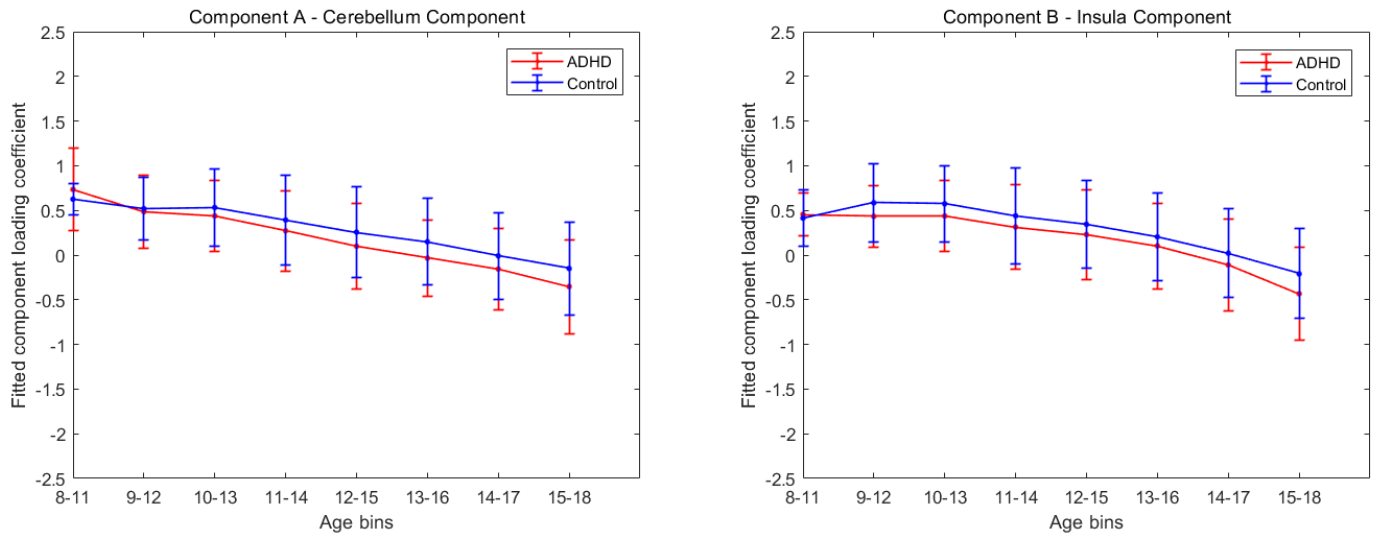 Component A - Cerebellum Component
2.5
2
1.5
1
0.5
0
-0.5
-1
-1.5
-2
-2.5
Fitted component loading coefficient
ADHD
Control
8-11 9-12 10-13 11-14 12-15 13-16 14-17 15-18
Age bins
Component B - Insula Component
2.5
2
1.5
1
0.5
0
-0.5
-1
-1.5
-2
-2.5
Fitted component loading coefficient
ADHD
Control
8-11 9-12 10-13 11-14 12-15 13-16 14-17 15-18
Age bins